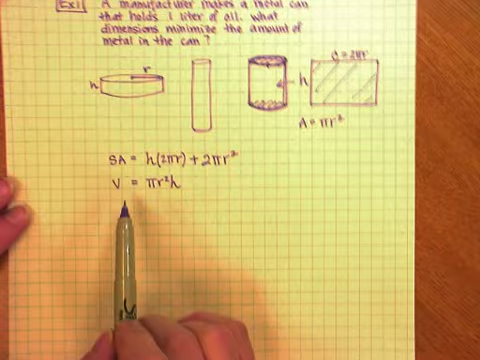 Ex1 A manufacturer makes a metal can
that holds 1 liter of oil. What
dimensions minimize the amount of
metal in the can?
C = 2πr
r
h
h
A = πr²
SA = h(2πr) + 2πr²
V = πr²h